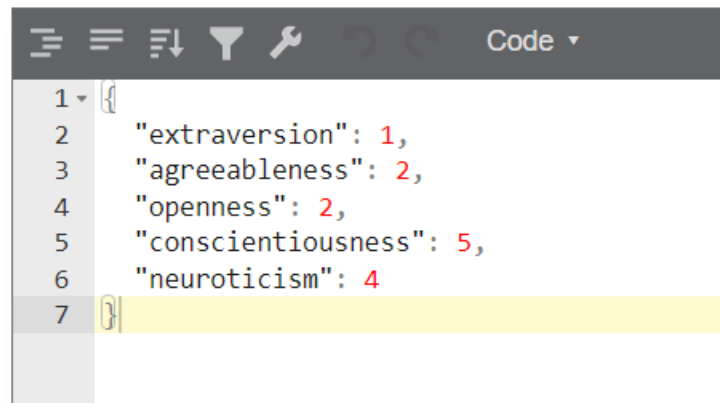 Code ▾
1 {
2 "extraversion": 1,
3 "agreeableness": 2,
4 "openness": 2,
5 "conscientiousness": 5,
6 "neuroticism": 4
7 }